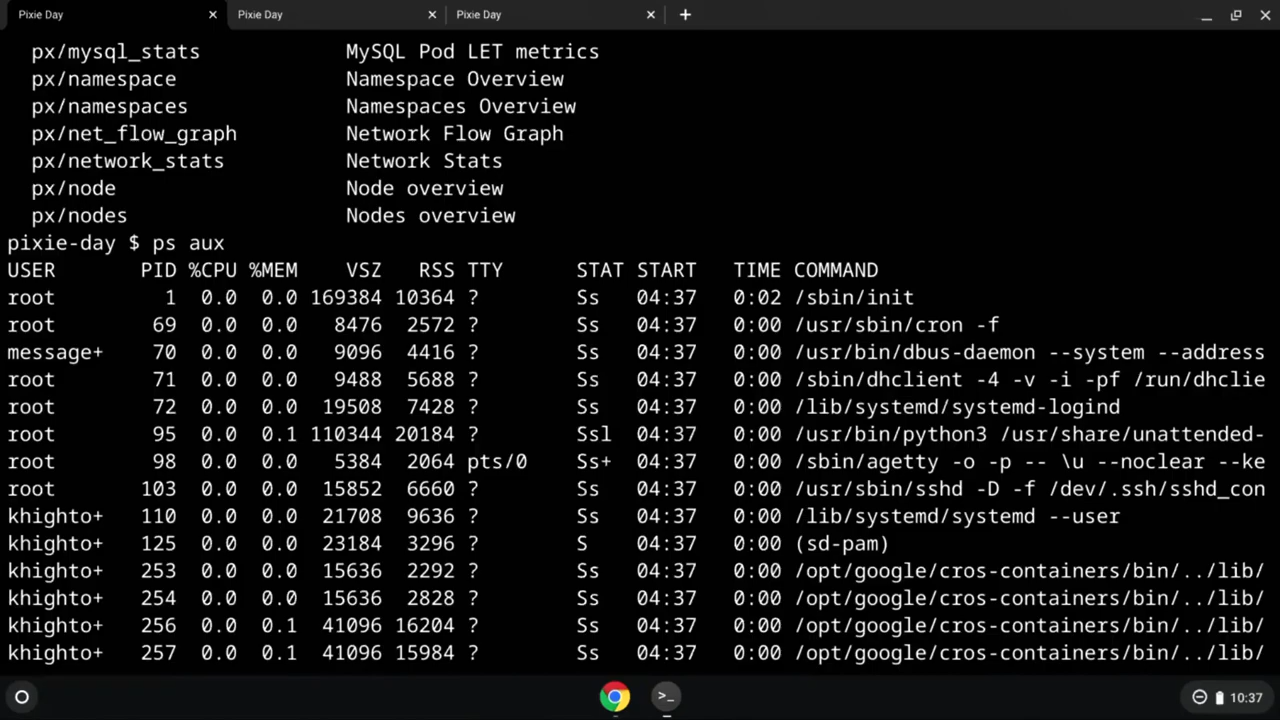 Pixie Day
Pixie Day
Pixie Day
px/mysql_stats MySQL Pod LET metrics
px/namespace Namespace Overview
px/namespaces Namespaces Overview
px/net_flow_graph Network Flow Graph
px/network_stats Network Stats
px/node Node overview
px/nodes Nodes overview
pixie-day $ ps aux
USER PID %CPU %MEM VSZ RSS TTY STAT START TIME COMMAND
root 1 0.0 0.0 169384 10364 ? Ss 04:37 0:02 /sbin/init
root 69 0.0 0.0 8476 2572 ? Ss 04:37 0:00 /usr/sbin/cron -f
message+ 70 0.0 0.0 9096 4416 ? Ss 04:37 0:00 /usr/bin/dbus-daemon --system --address
root 71 0.0 0.0 9488 5688 ? Ss 04:37 0:00 /sbin/dhclient -4 -v -i -pf /run/dhclie
root 72 0.0 0.0 19508 7428 ? Ss 04:37 0:00 /lib/systemd/systemd-logind
root 95 0.0 0.1 110344 20184 ? Ssl 04:37 0:00 /usr/bin/python3 /usr/share/unattended-
root 98 0.0 0.0 5384 2064 pts/0 Ss+ 04:37 0:00 /sbin/agetty -o -p -- \u --noclear --ke
root 103 0.0 0.0 15852 6660 ? Ss 04:37 0:00 /usr/sbin/sshd -D -f /dev/.ssh/sshd_con
khighto+ 110 0.0 0.0 21708 9636 ? Ss 04:37 0:00 /lib/systemd/systemd --user
khighto+ 125 0.0 0.0 23184 3296 ? S 04:37 0:00 (sd-pam)
khighto+ 253 0.0 0.0 15636 2292 ? Ss 04:37 0:00 /opt/google/cros-containers/bin/../lib/
khighto+ 254 0.0 0.0 15636 2828 ? Ss 04:37 0:00 /opt/google/cros-containers/bin/../lib/
khighto+ 256 0.0 0.1 41096 16204 ? Ss 04:37 0:00 /opt/google/cros-containers/bin/../lib/
khighto+ 257 0.0 0.1 41096 15984 ? Ss 04:37 0:00 /opt/google/cros-containers/bin/../lib/
10:37